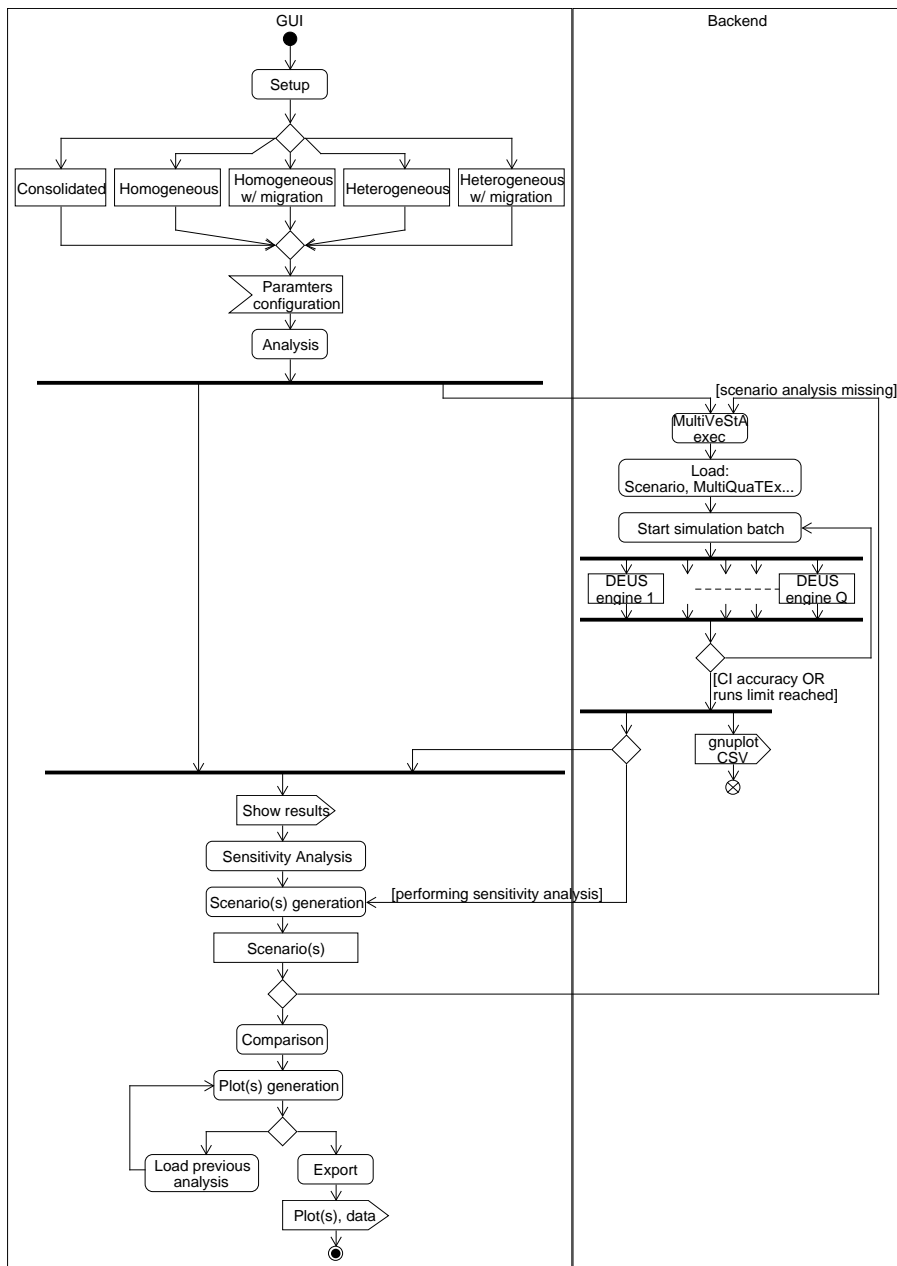 GUI
Backend
Setup
Consolidated
Homogeneous
Homogeneous
w/ migration
Heterogeneous
Heterogeneous
w/ migration
Paramters
configuration
Analysis
[scenario analysis missing]
MultiVeStA
exec
Load:
Scenario, MultiQuaTEx...
Start simulation batch
DEUS
engine 1
DEUS
engine Q
[CI accuracy OR
runs limit reached]
gnuplot
CSV
Show results
Sensitivity Analysis
Scenario(s) generation
[performing sensitivity analysis]
Scenario(s)
Comparison
Plot(s) generation
Load previous
analysis
Export
Plot(s), data